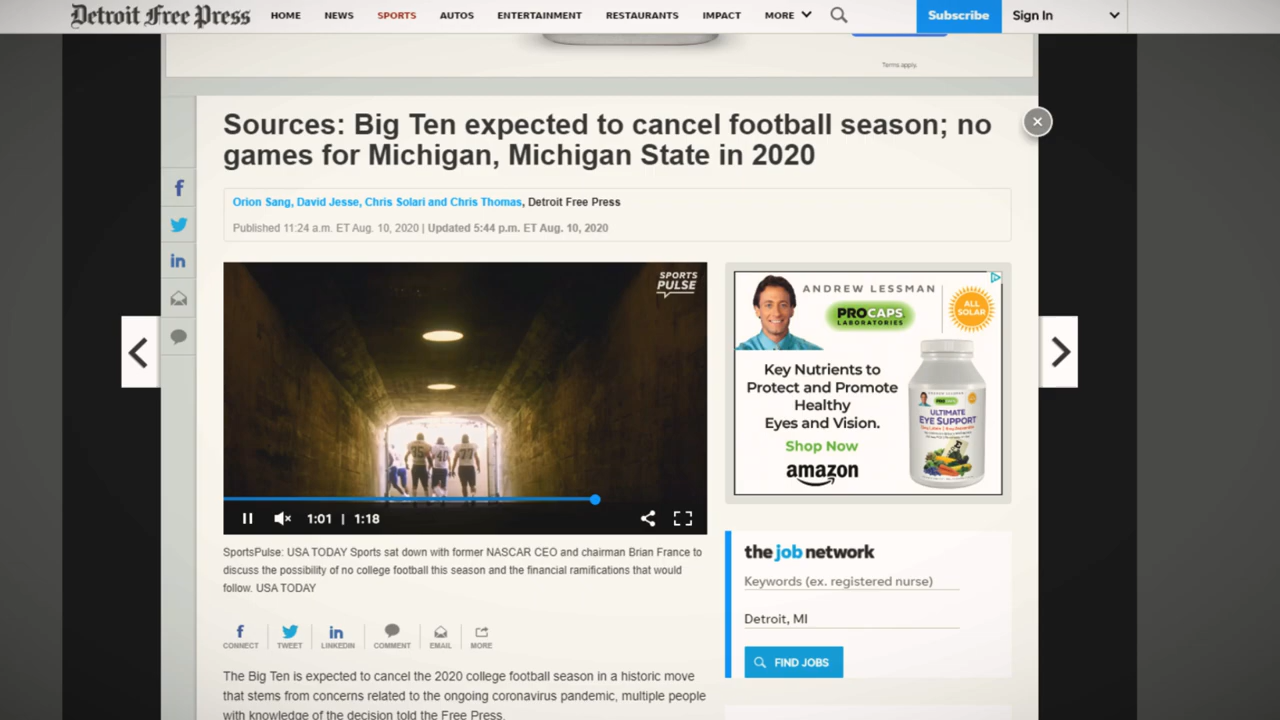 Detroit Free Press
HOME NEWS SPORTS AUTOS ENTERTAINMENT RESTAURANTS IMPACT MORE
Subscribe
Sign In
Terms apply.
Sources: Big Ten expected to cancel football season; no
games for Michigan, Michigan State in 2020
Orion Sang, David Jesse, Chris Solari and Chris Thomas, Detroit Free Press
Published 11:24 a.m. ET Aug. 10, 2020 | Updated 5:44 p.m. ET Aug. 10, 2020
SPORTS
PULSE
1:01 | 1:18
SportsPulse: USA TODAY Sports sat down with former NASCAR CEO and chairman Brian France to
discuss the possibility of no college football this season and the financial ramifications that would
follow. USA TODAY
CONNECT TWEET LINKEDIN COMMENT EMAIL MORE
The Big Ten is expected to cancel the 2020 college football season in a historic move
that stems from concerns related to the ongoing coronavirus pandemic, multiple people
with knowledge of the decision told the Free Press.
ANDREW LESSMAN
PROCAPS
LABORATORIES
ALL
SOLAR
Key Nutrients to
Protect and Promote
Healthy
Eyes and Vision.
Shop Now
amazon
PROCAPS
ULTIMATE
EYE SUPPORT
the job network
Keywords (ex. registered nurse)
Detroit, MI
FIND JOBS